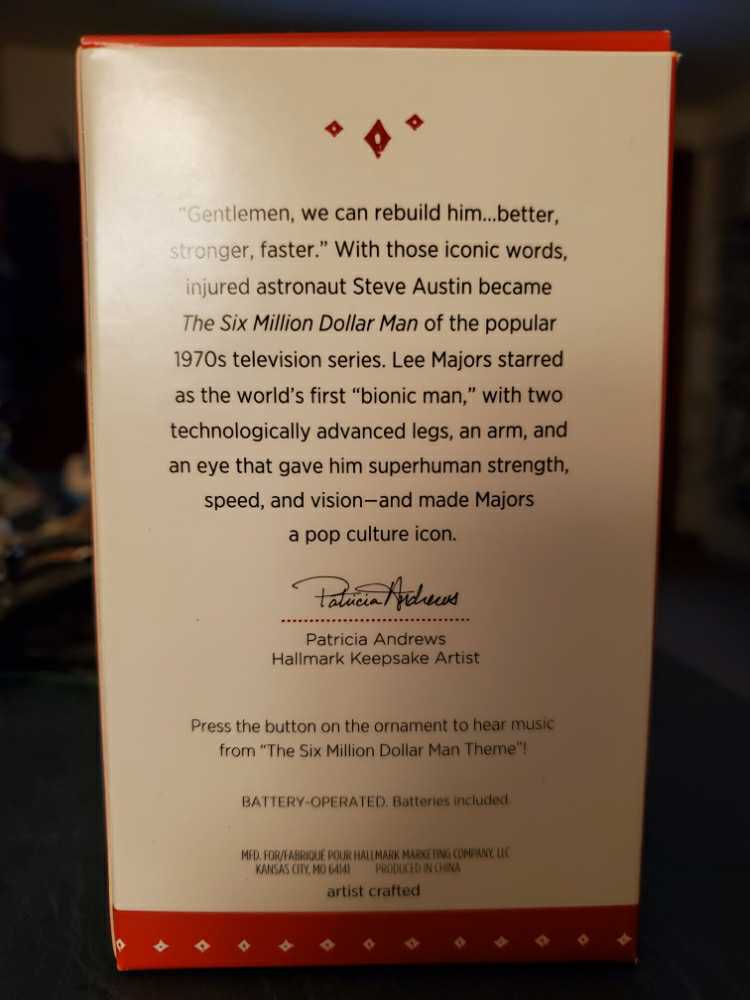 "Gentlemen, we can rebuild him...better,
stronger, faster." With those iconic words,
injured astronaut Steve Austin became
The Six Million Dollar Man of the popular
1970s television series. Lee Majors starred
as the world's first "bionic man," with two
technologically advanced legs, an arm, and
an eye that gave him superhuman strength,
speed, and vision—and made Majors
a pop culture icon.
Patricia Andrews
Patricia Andrews
Hallmark Keepsake Artist
Press the button on the ornament to hear music
from "The Six Million Dollar Man Theme"!
BATTERY-OPERATED. Batteries included.
MFD. FOR/FABRIQUÉ POUR HALLMARK MARKETING COMPANY, LLC
KANSAS CITY, MO 64141 PRODUCED IN CHINA
artist crafted